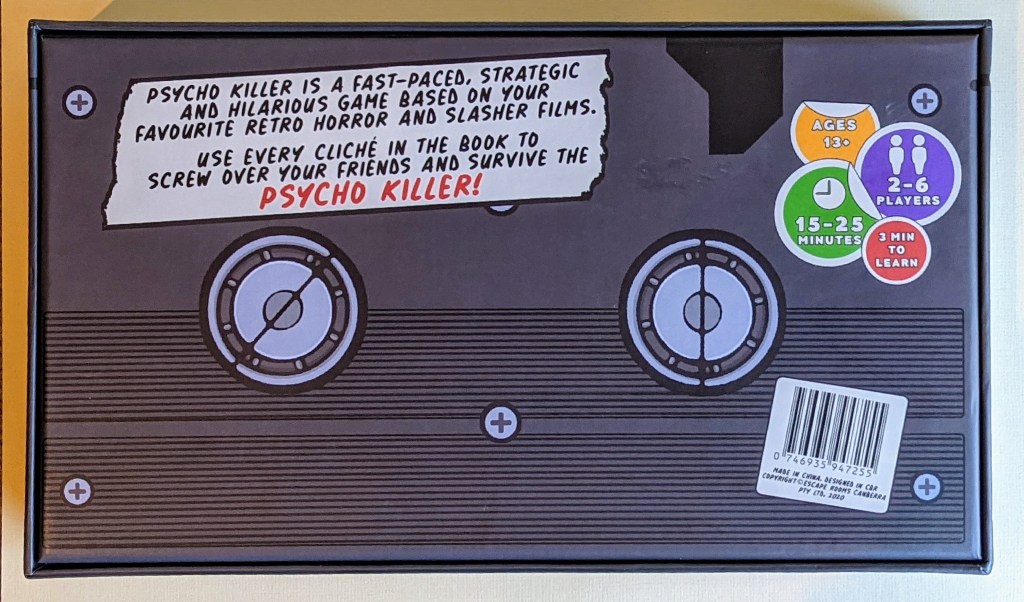 PSYCHO KILLER IS A FAST-PACED, STRATEGIC
AND HILARIOUS GAME BASED ON YOUR
FAVOURITE RETRO HORROR AND SLASHER FILMS.
USE EVERY CLICHÉ IN THE BOOK TO
SCREW OVER YOUR FRIENDS AND SURVIVE THE
PSYCHO KILLER!
AGES
13+
2-6
PLAYERS
15-25
MINUTES
3 MIN
TO
LEARN
0 746935 947255
MADE IN CHINA. DESIGNED IN CBR
COPYRIGHT © ESCAPE ROOMS CANBERRA
PTY LTD, 2020